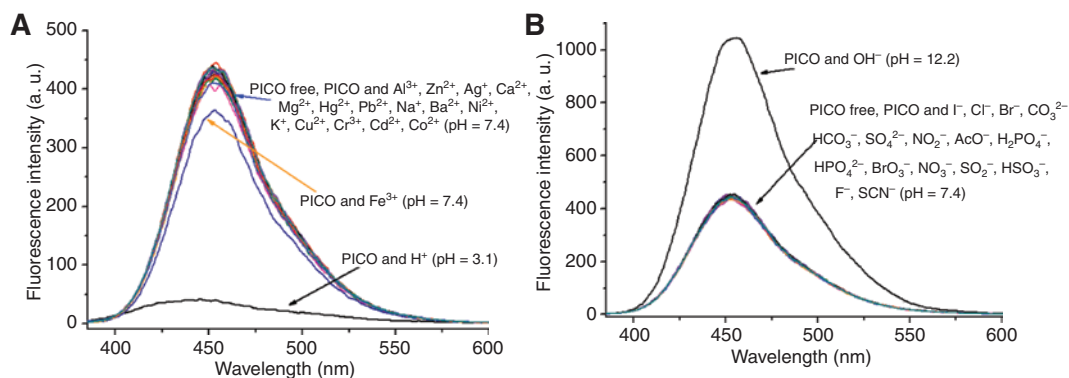 A
Fluorescence intensity (a. u.)
500
400
300
200
100
0
PICO free, PICO and Al³⁺, Zn²⁺, Ag⁺, Ca²⁺,
Mg²⁺, Hg²⁺, Pb²⁺, Na⁺, Ba²⁺, Ni²⁺,
K⁺, Cu²⁺, Cr³⁺, Cd²⁺, Co²⁺ (pH = 7.4)
PICO and Fe³⁺ (pH = 7.4)
PICO and H⁺ (pH = 3.1)
400 450 500 550 600
Wavelength (nm)
B
Fluorescence intensity (a. u.)
1000
800
600
400
200
0
PICO and OH⁻ (pH = 12.2)
PICO free, PICO and I⁻, Cl⁻, Br⁻, CO₃²⁻
HCO₃⁻, SO₄²⁻, NO₂⁻, AcO⁻, H₂PO₄⁻,
HPO₄²⁻, BrO₃⁻, NO₃⁻, SO₂⁻, HSO₃⁻,
F⁻, SCN⁻ (pH = 7.4)
400 450 500 550 600
Wavelength (nm)